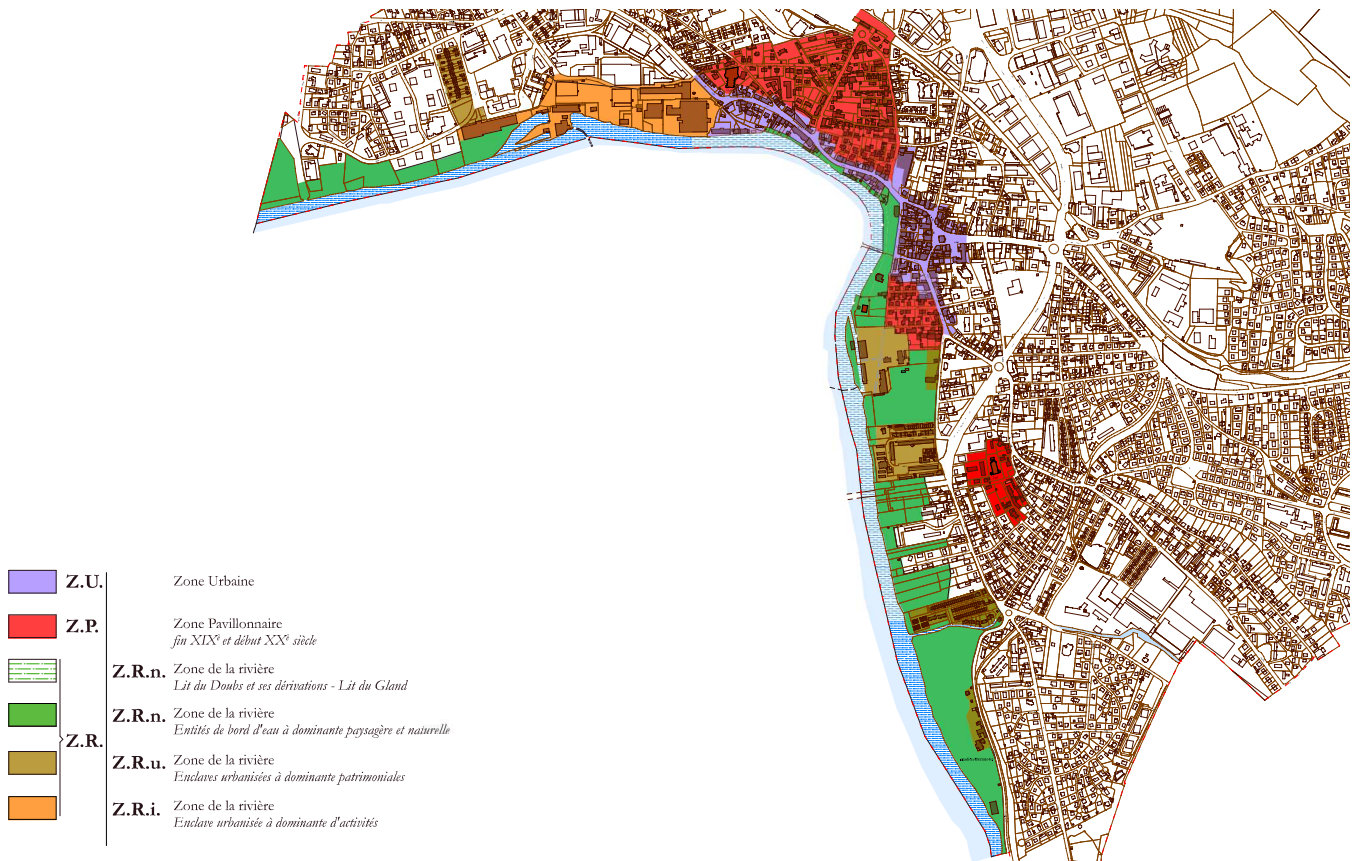 Z.U. Zone Urbaine
Z.P. Zone Pavillonnaire
fin XIXe et début XXe siècle
Z.R.n. Zone de la rivière
Lit du Doubs et ses dérivations - Lit du Gland
Z.R.n. Zone de la rivière
Entités de bord d'eau à dominante paysagère et naturelle
Z.R.
Z.R.u. Zone de la rivière
Enclaves urbanisées à dominante patrimoniales
Z.R.i. Zone de la rivière
Enclave urbanisée à dominante d'activités